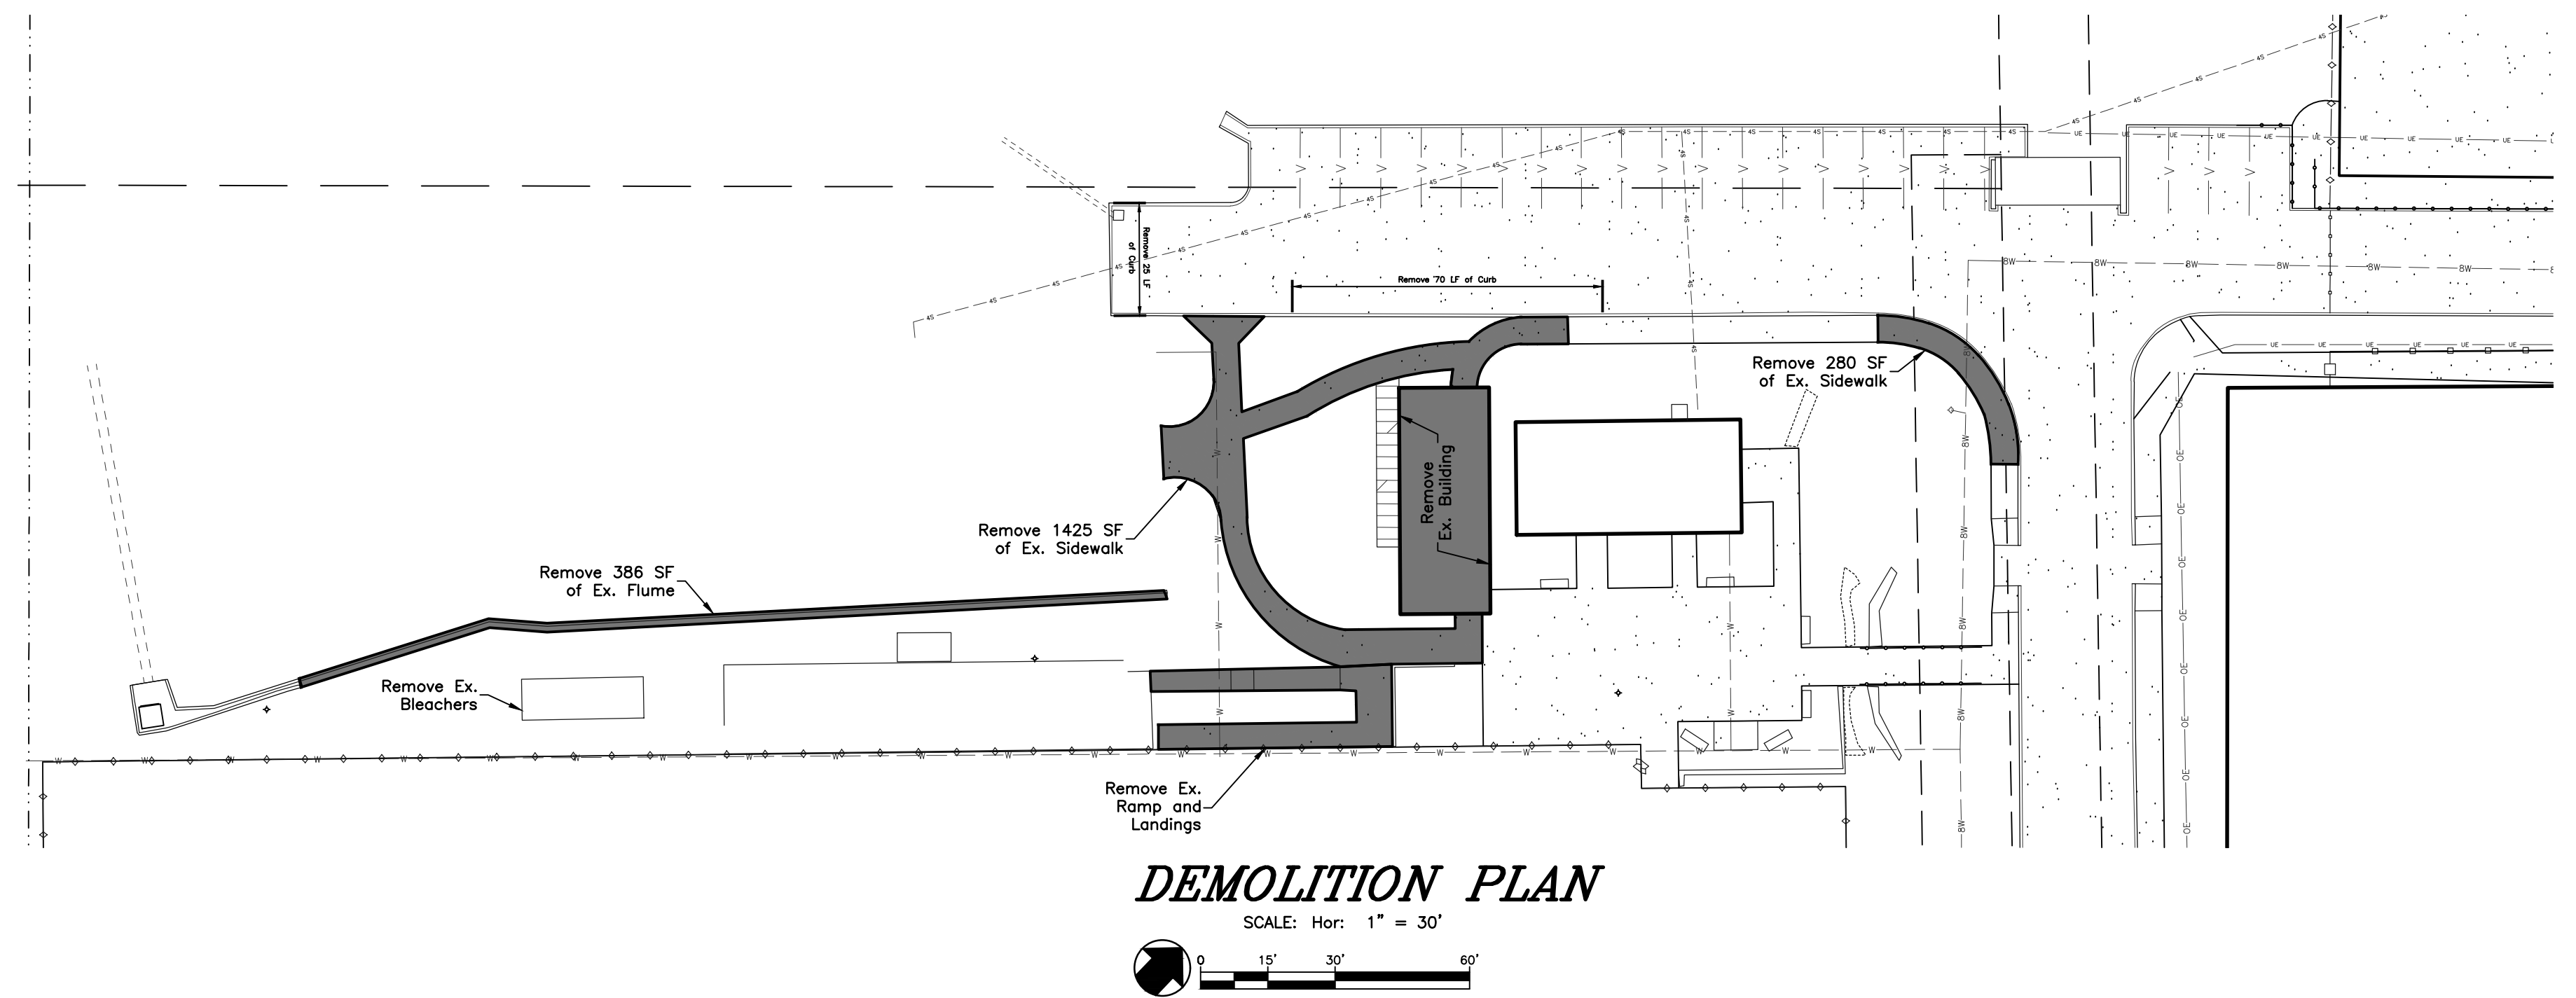 Remove 25 LF
of Curb
Remove 70 LF of Curb
Remove 280 SF
of Ex. Sidewalk
Remove
Ex. Building
Remove 1425 SF
of Ex. Sidewalk
Remove 386 SF
of Ex. Flume
Remove Ex.
Bleachers
Remove Ex.
Ramp and
Landings
DEMOLITION PLAN
SCALE: Hor: 1" = 30'
0 15' 30' 60'